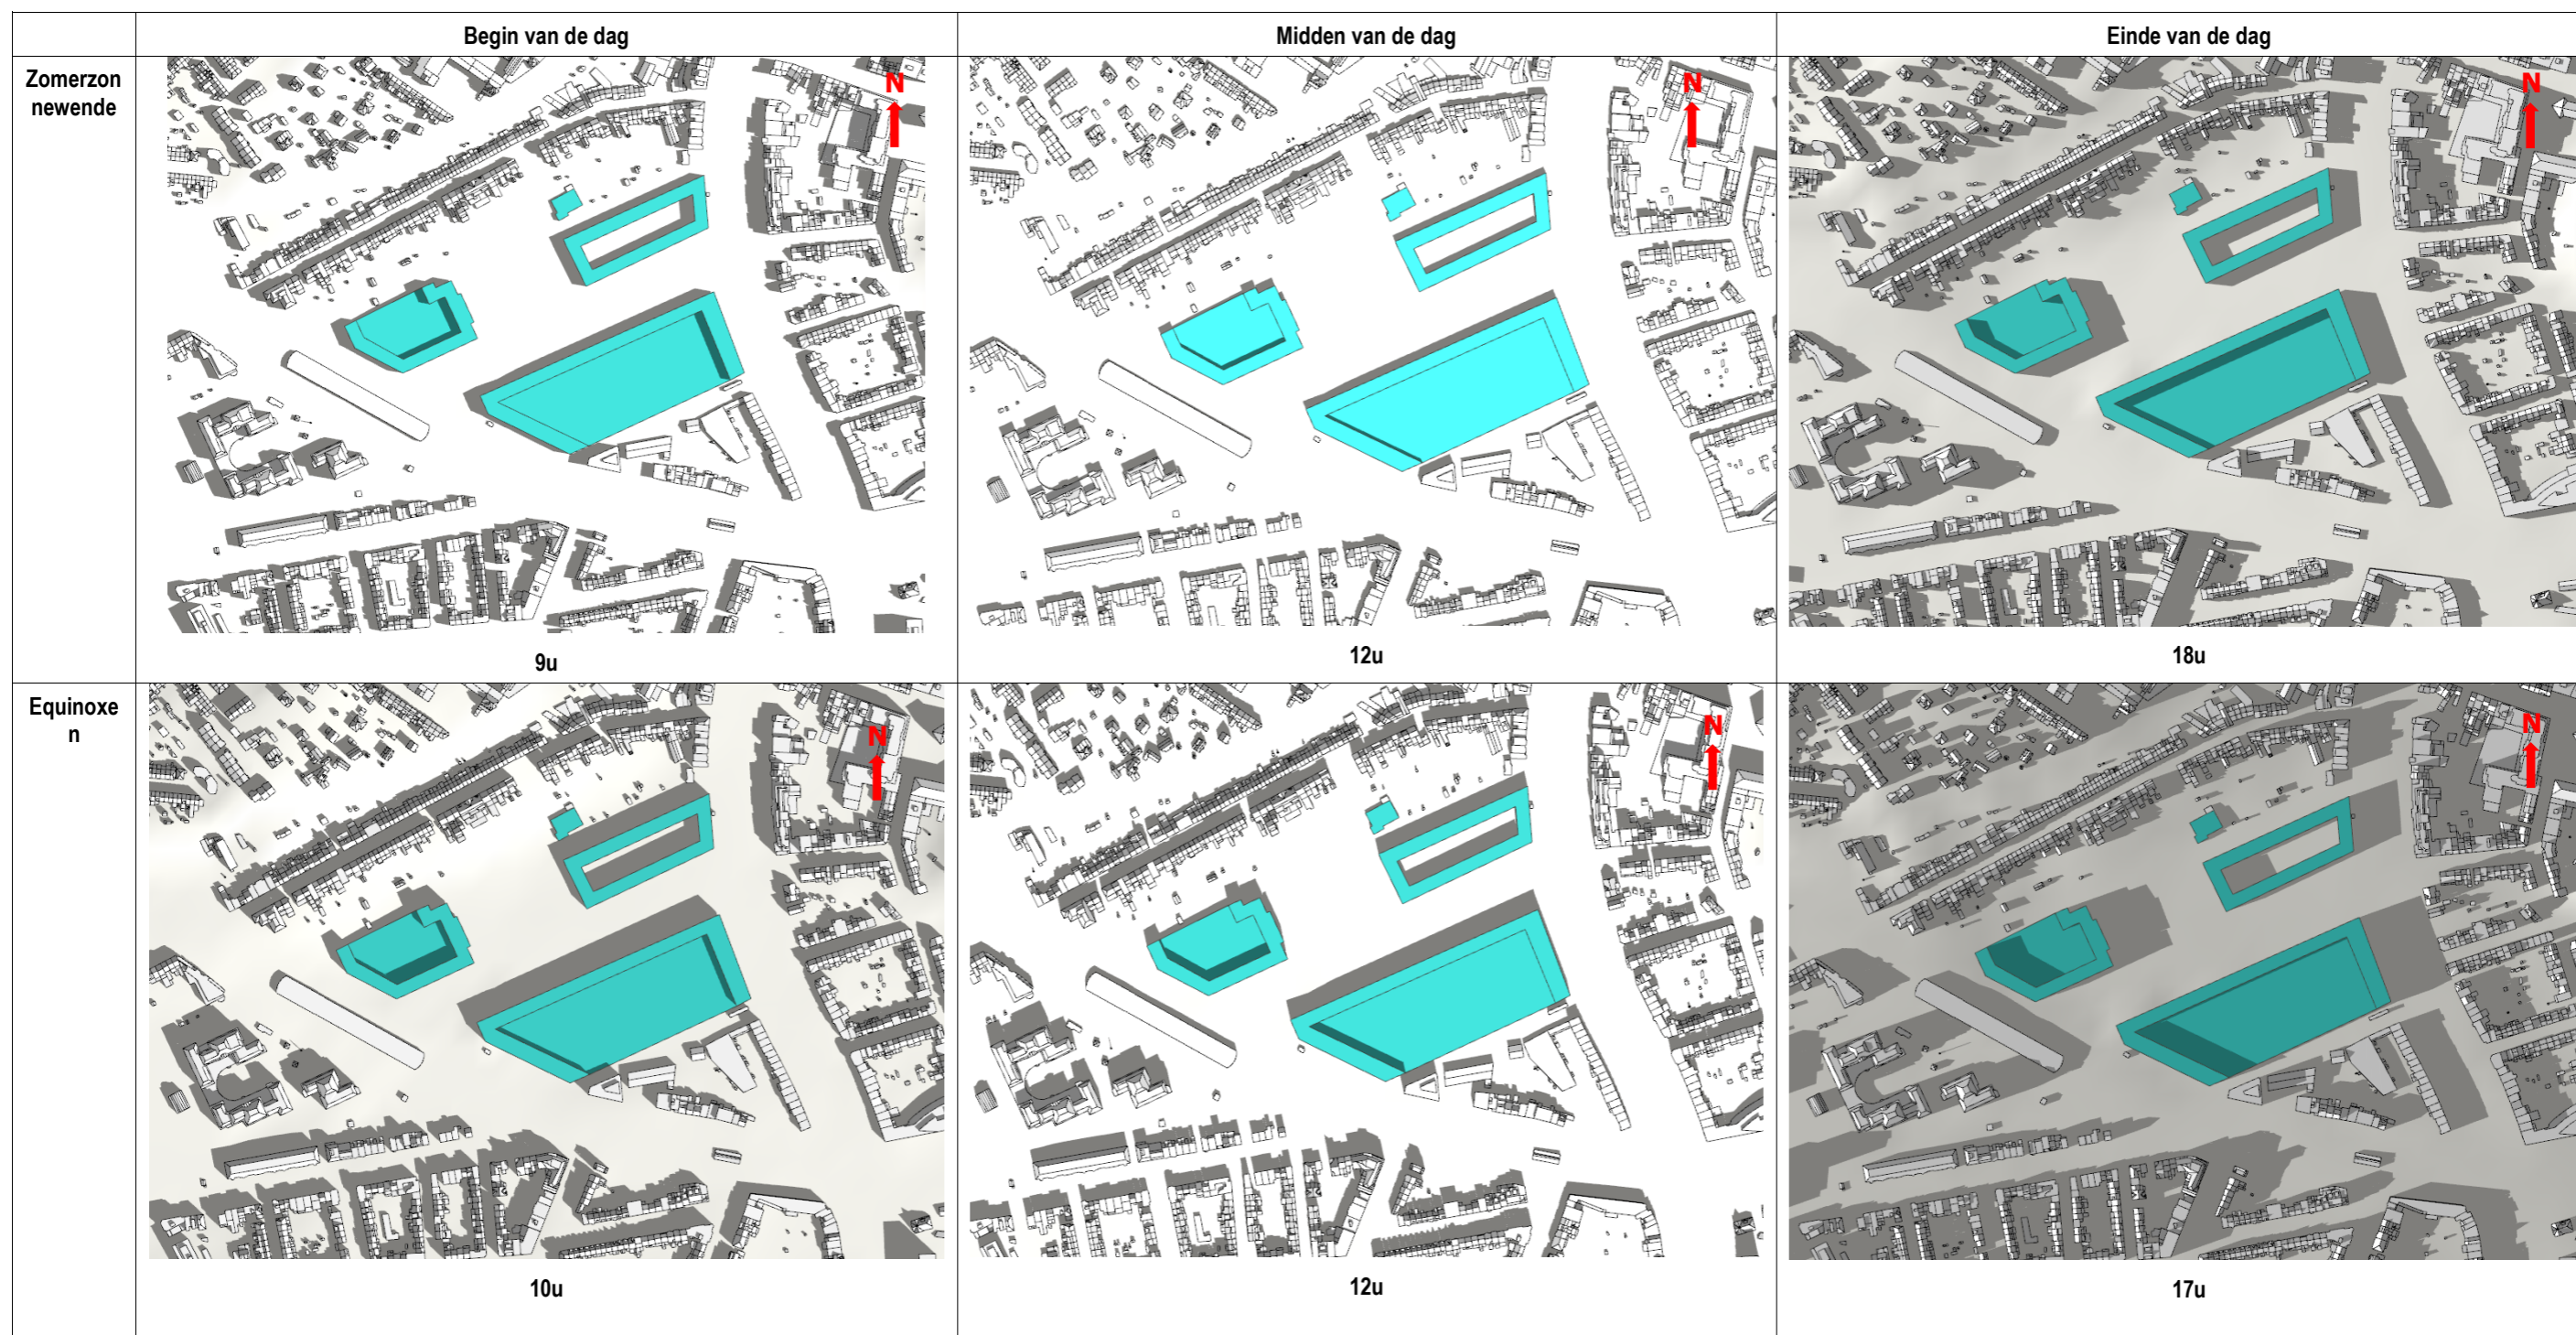 Begin van de dag
Midden van de dag
Einde van de dag
Zomerzon
newende
N
N
N
9u
12u
18u
Equinoxe
n
N
N
N
10u
12u
17u